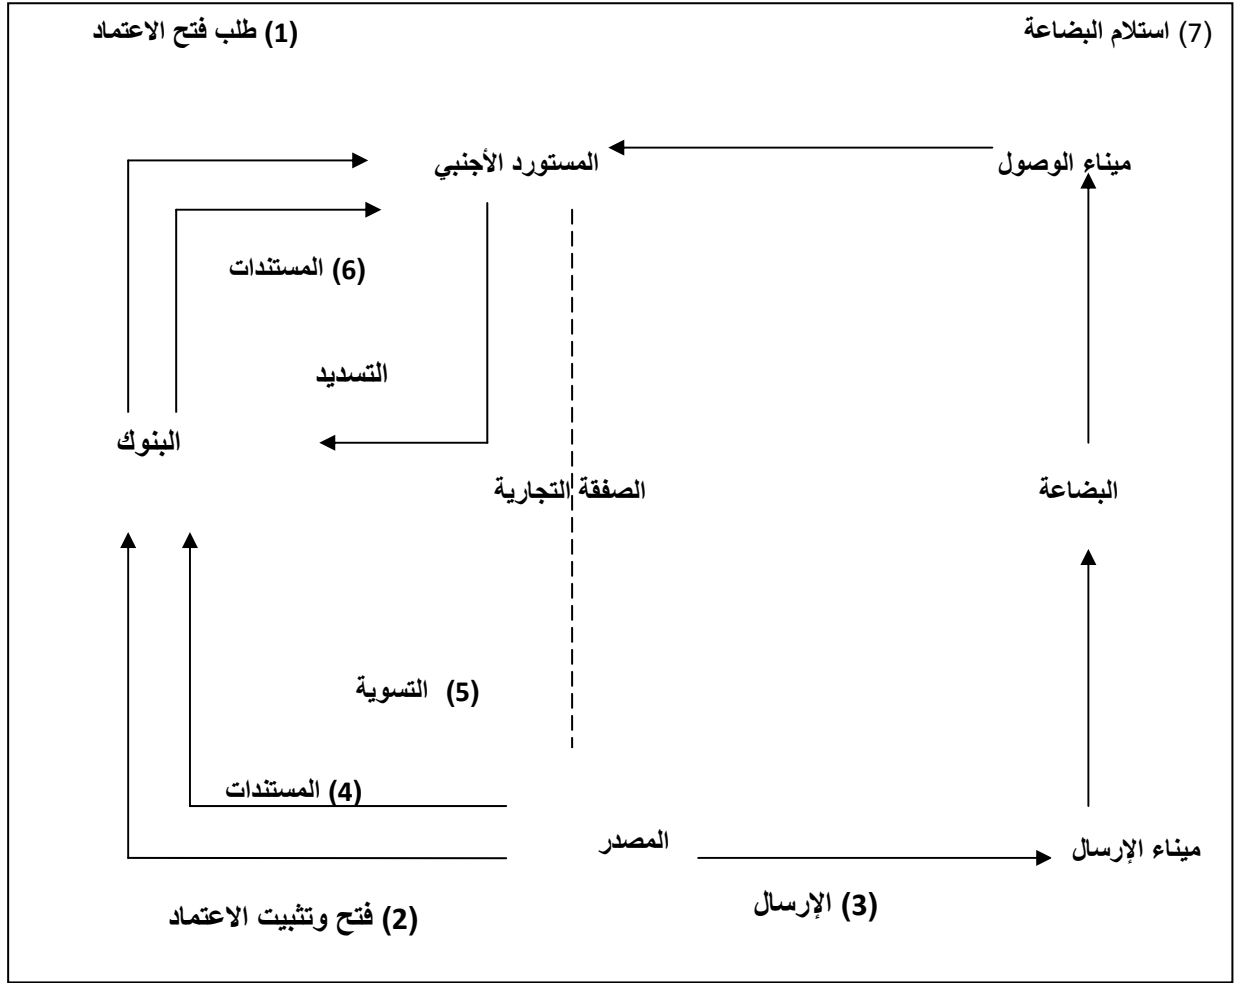 (7) استلام البضاعة
(1) طلب فتح الاعتماد
ميناء الوصول
المستورد الأجنبي
(6) المستندات
التسديد
البنوك
البضاعة
الصفقة التجارية
(5) التسوية
(4) المستندات
المصدر
ميناء الإرسال
(3) الإرسال
(2) فتح وتثبيت الاعتماد